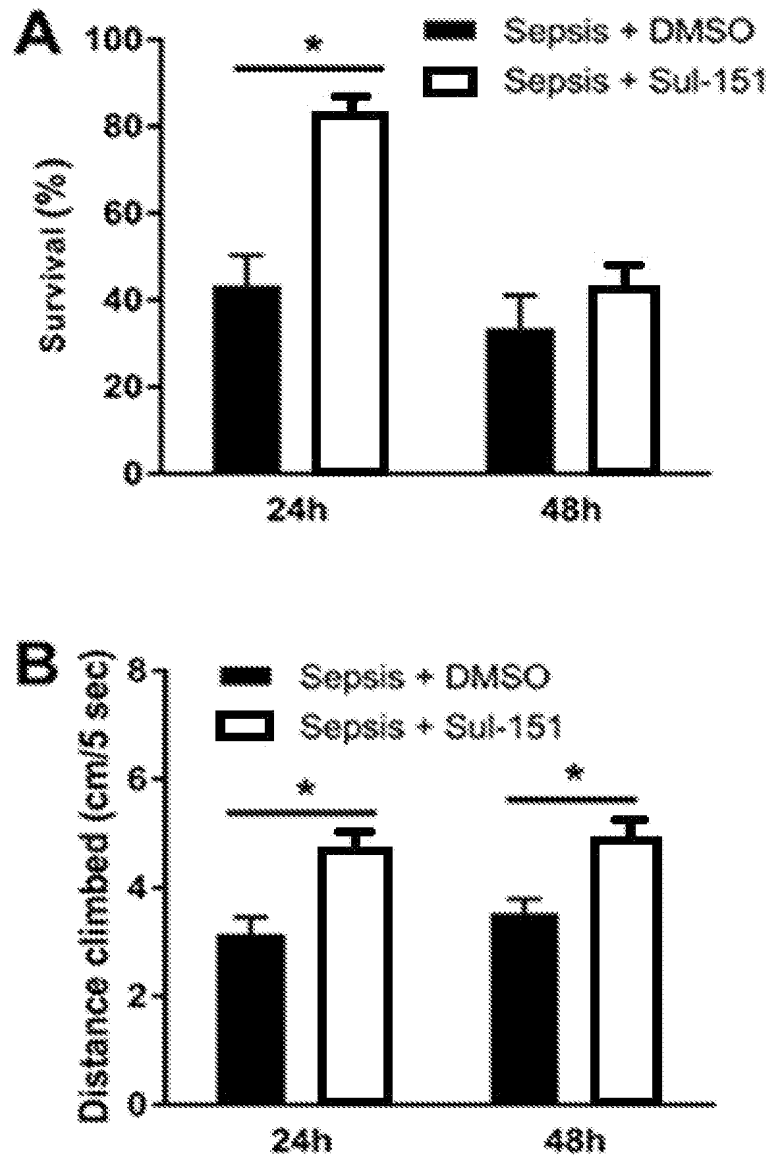 A
Sepsis + DMSO
Sepsis + Sul-151
*
100
80
60
40
20
0
Survival (%)
24h 48h
B
Sepsis + DMSO
Sepsis + Sul-151
* *
8
6
4
2
0
Distance climbed (cm/5 sec)
24h 48h